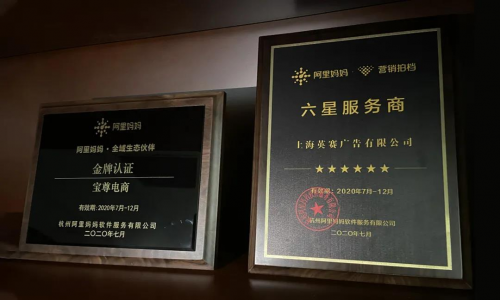 阿里妈妈
阿里妈妈·全域生态伙伴
金牌认证
宝尊电商
有效期:2020年7月-12月
杭州阿里妈妈软件服务有限公司
二〇二〇年七月
阿里妈妈 · 营销拍档
六星服务商
上海英赛广告有限公司
★★★★★★
有效期:2020年7月-12月
杭州阿里妈妈软件服务有限公司
二〇二〇年七月